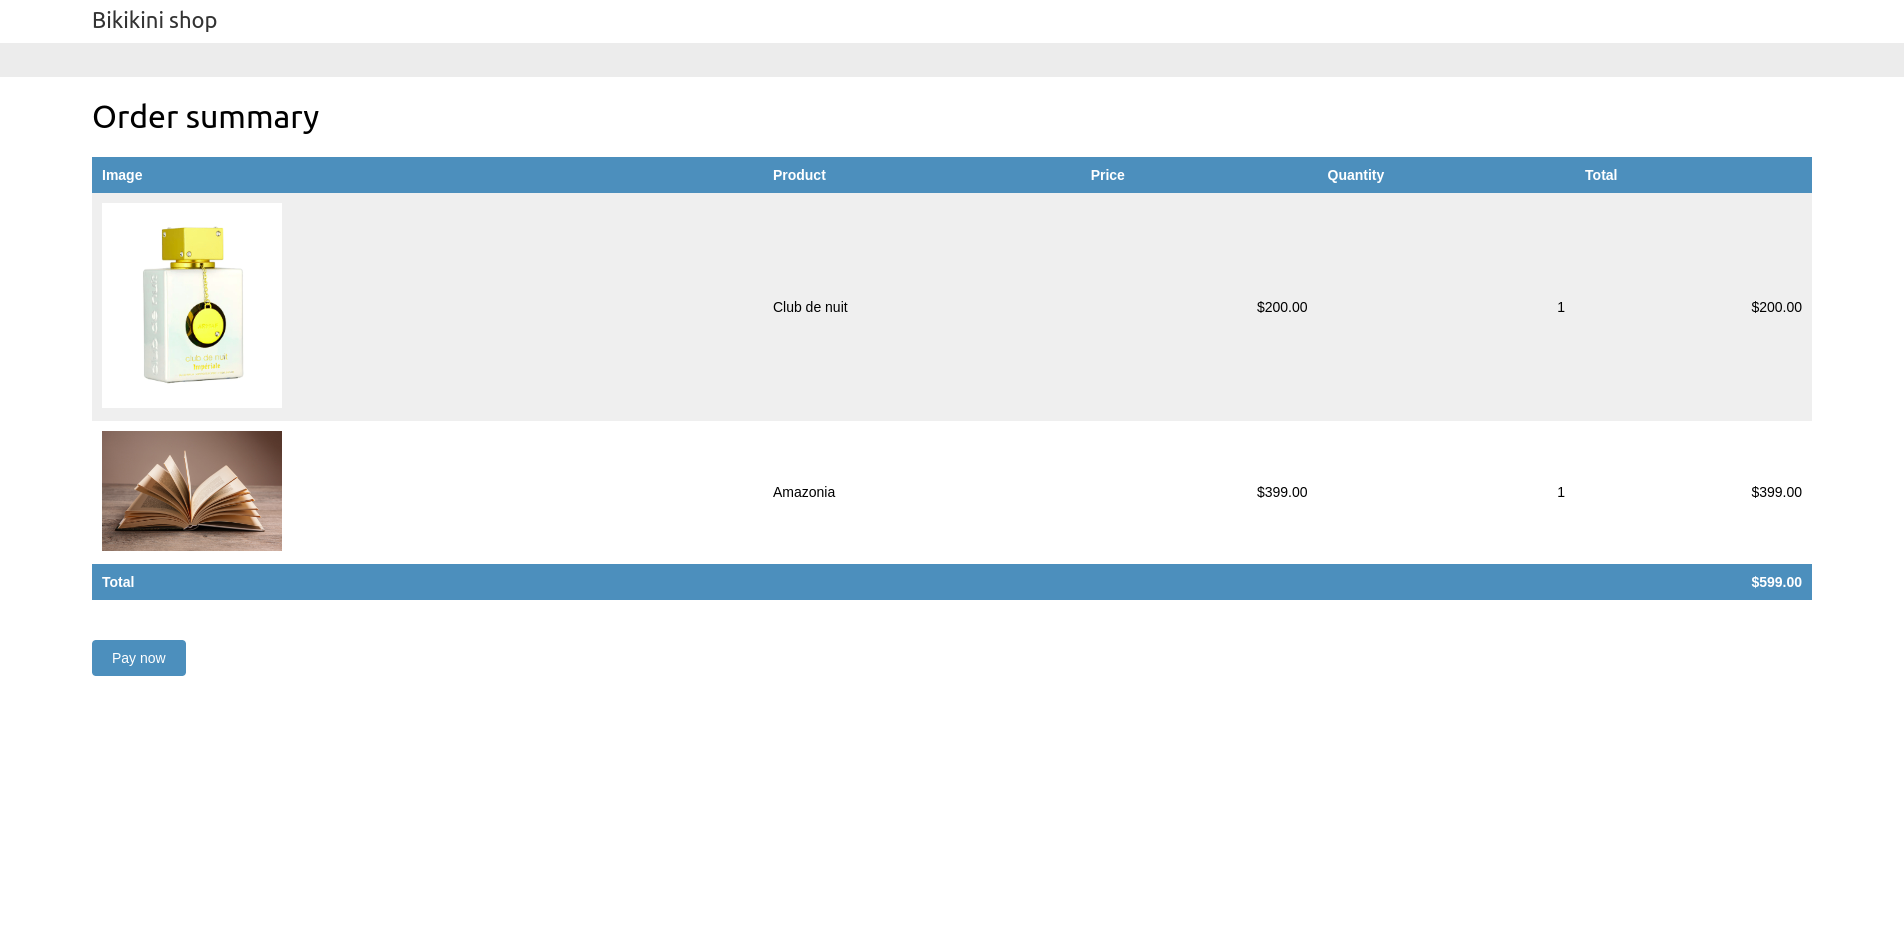 Bikikini shop
Order summary
Image Product Price Quantity Total
club de nuit
Imperiale
Club de nuit $200.00 1 $200.00
Amazonia $399.00 1 $399.00
Total $599.00
Pay now